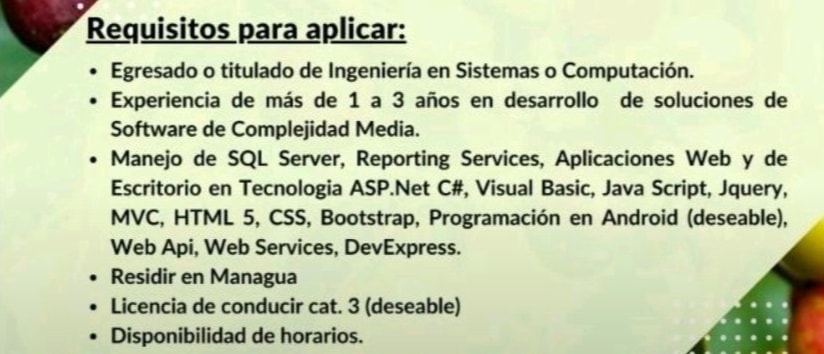 Requisitos para aplicar:
• Egresado o titulado de Ingeniería en Sistemas o Computación.
• Experiencia de más de 1 a 3 años en desarrollo de soluciones de
Software de Complejidad Media.
• Manejo de SQL Server, Reporting Services, Aplicaciones Web y de
Escritorio en Tecnologia ASP.Net C#, Visual Basic, Java Script, Jquery,
MVC, HTML 5, CSS, Bootstrap, Programación en Android (deseable),
Web Api, Web Services, DevExpress.
• Residir en Managua
• Licencia de conducir cat. 3 (deseable)
• Disponibilidad de horarios.